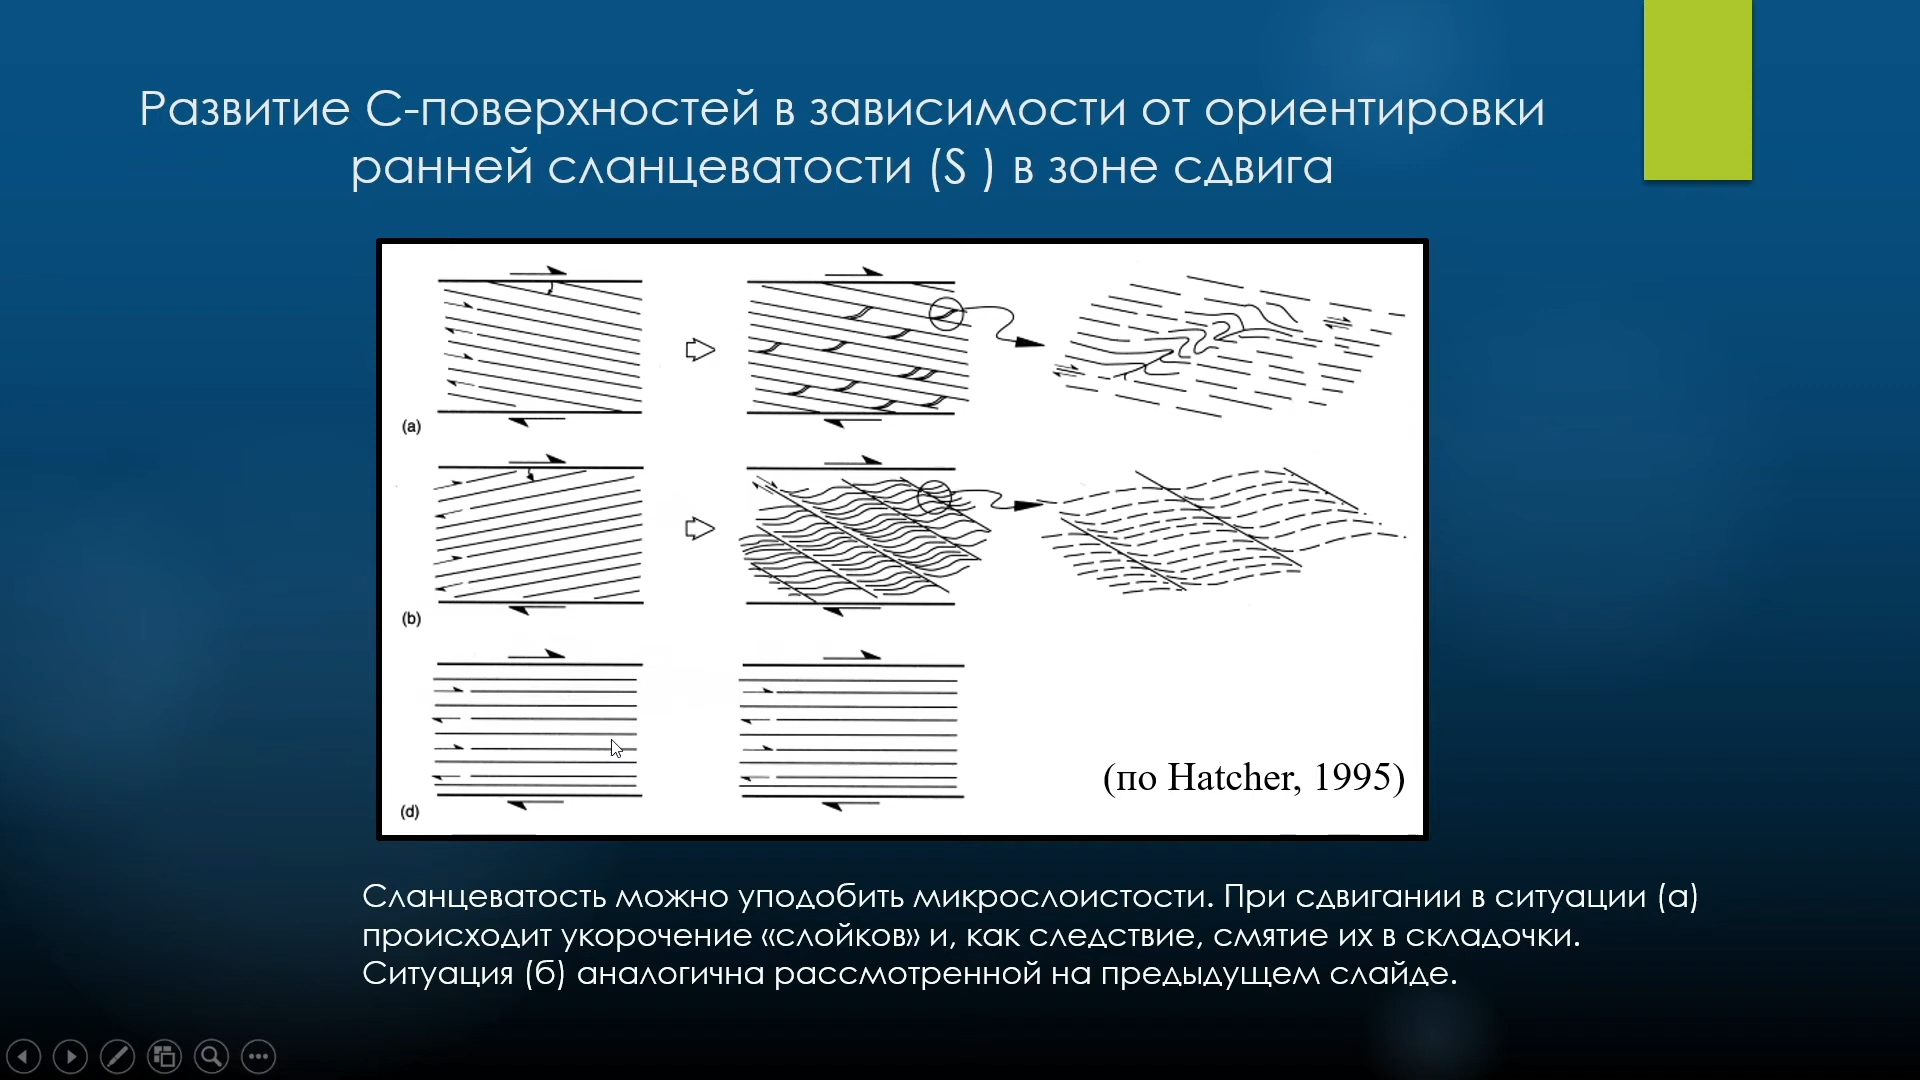 Развитие С-поверхностей в зависимости от ориентировки
ранней сланцеватости (S ) в зоне сдвига
(a)
(b)
(d)
(по Hatcher, 1995)
Сланцеватость можно уподобить микрослоистости. При сдвигании в ситуации (а)
происходит укорочение «слойков» и, как следствие, смятие их в складочки.
Ситуация (б) аналогична рассмотренной на предыдущем слайде.